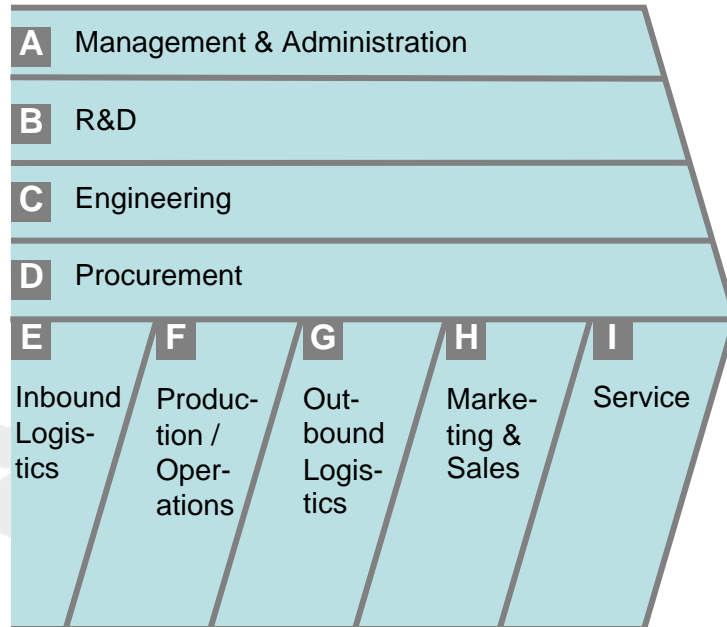 A Management & Administration
B R&D
C Engineering
D Procurement
E
Inbound
Logis-
tics
F
Produc-
tion /
Oper-
ations
G
Out-
bound
Logis-
tics
H
Marke-
ting &
Sales
I
Service